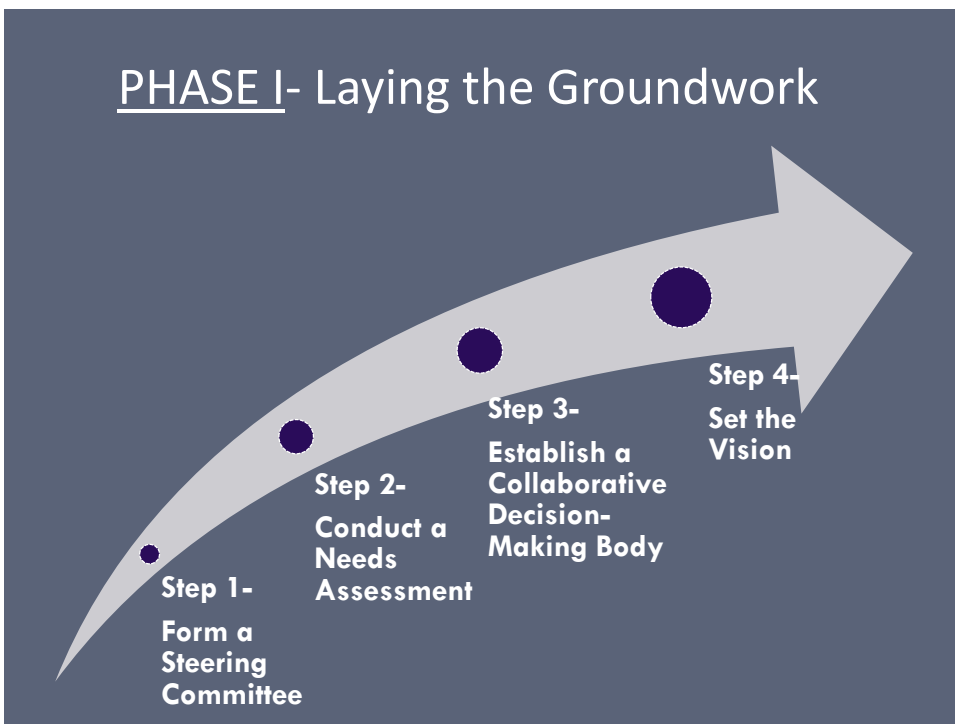 PHASE I- Laying the Groundwork
Step 1-
Form a
Steering
Committee
Step 2-
Conduct a
Needs
Assessment
Step 3-
Establish a
Collaborative
Decision-
Making Body
Step 4-
Set the
Vision